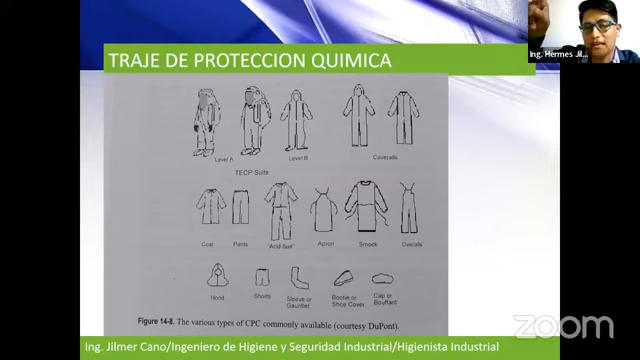 Ing. Hermes Jil...
TRAJE DE PROTECCION QUIMICA
Level A
Level B
Coveralls
TECP Suits
Coat
Pants
"Acid Suit"
Apron
Smock
Overalls
Hood
Shorts
Sleeve or
Gauntlet
Bootie or
Shoe Cover
Cap or
Bouffant
Figure 14-8. The various types of CPC commonly available (courtesy DuPont).
Ing. Jilmer Cano/Ingeniero de Higiene y Seguridad Industrial/Higienista Industrial
zoom